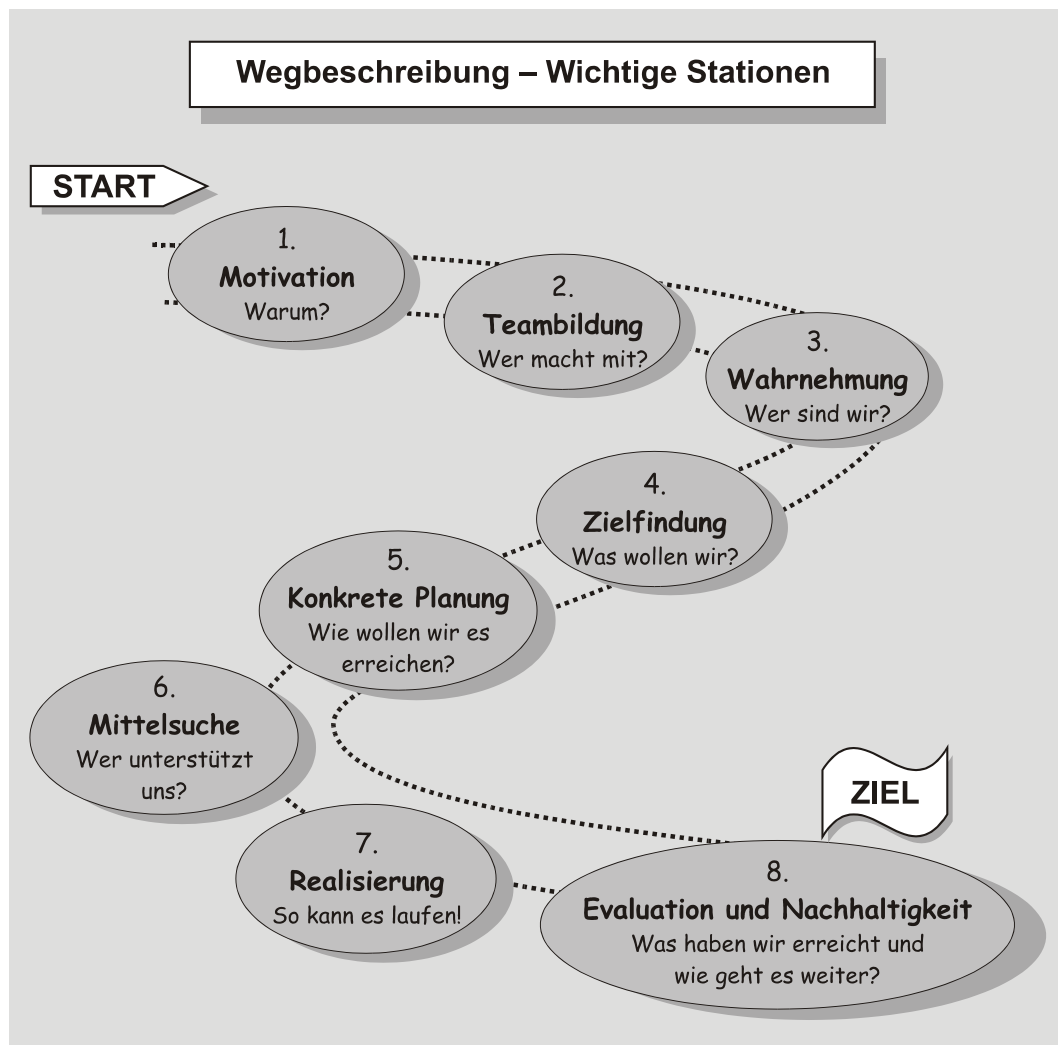 Wegbeschreibung – Wichtige Stationen
START
1.
Motivation
Warum?
2.
Teambildung
Wer macht mit?
3.
Wahrnehmung
Wer sind wir?
4.
Zielfindung
Was wollen wir?
5.
Konkrete Planung
Wie wollen wir es
erreichen?
6.
Mittelsuche
Wer unterstützt
uns?
7.
Realisierung
So kann es laufen!
ZIEL
8.
Evaluation und Nachhaltigkeit
Was haben wir erreicht und
wie geht es weiter?